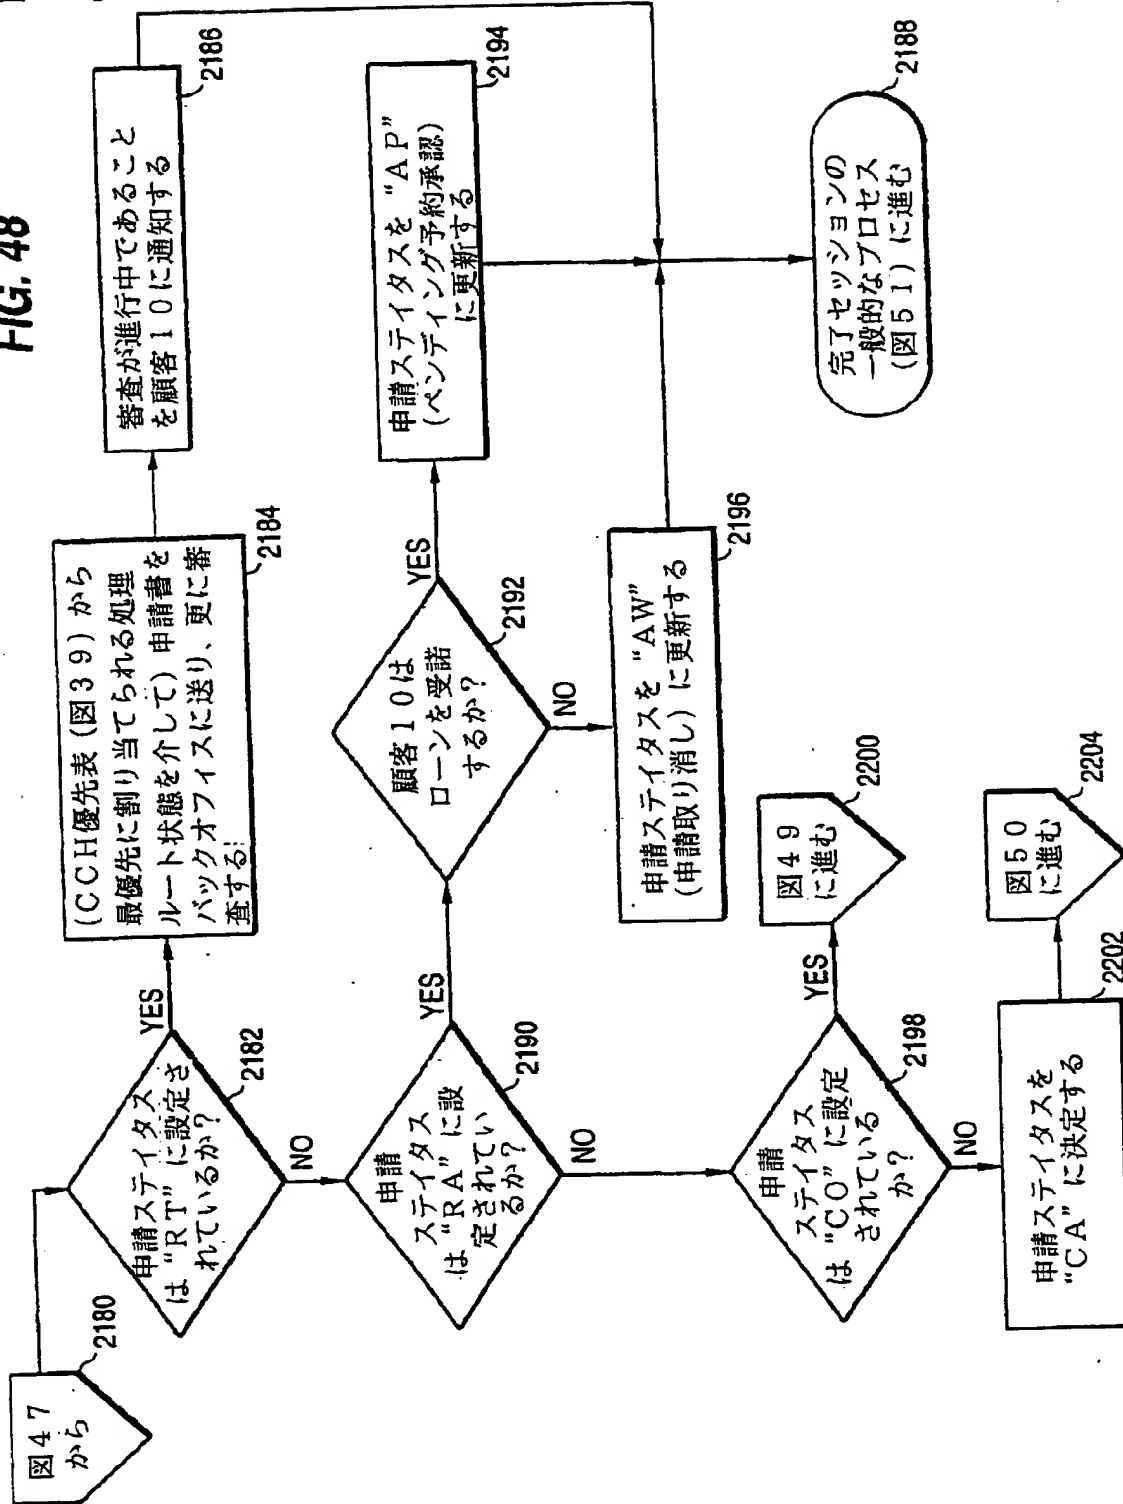 FIG. 48
図47
から
2180
申請ステイタス
は“RT”に設定さ
れているか?
2182
YES
NO
(CCH優先表(図39)から
最優先に割り当てられる処理
ルート状態を介して)申請書を
バックオフィスに送り、更に審
査する
2184
審査が進行中であること
を顧客10に通知する
2186
申請
ステイタス
は“RA”に設
定されてい
るか?
2190
YES
NO
顧客10は
ローンを受諾
するか?
2192
YES
NO
申請ステイタスを“AP”
(ペンディング予約承認)
に更新する
2194
申請ステイタスを“AW”
(申請取り消し)に更新する
2196
完了セッションの
一般的なプロセス
(図51)に進む
2188
申請
ステイタス
は“CO”に設定
されている
か?
2198
YES
NO
図49
に進む
2200
申請ステイタスを
“CA”に決定する
2202
図50
に進む
2204